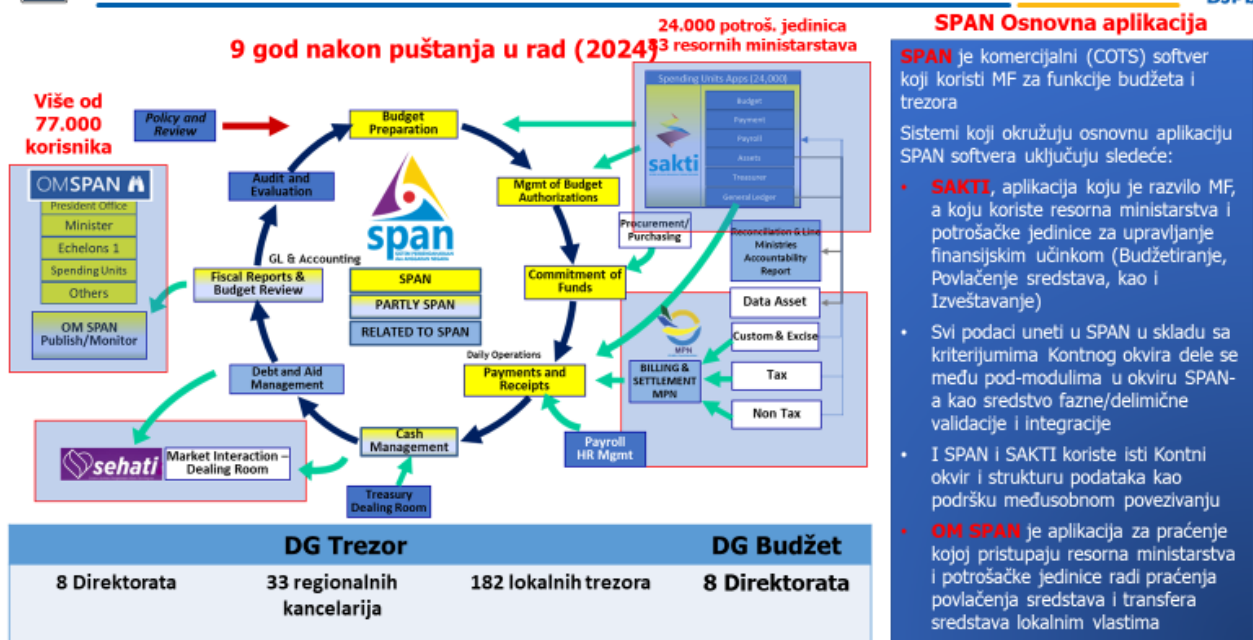 9 god nakon puštanja u rad (2024)
24.000 potroš. jedinica
83 resornih ministarstava
Više od
77.000
korisnika
Policy and
Review
Budget
Preparation
Mgmt of Budget
Authorizations
Procurement/
Purchasing
Commitment of
Funds
Daily Operations
Payments and
Receipts
Payroll
HR Mgmt
Cash
Management
Treasury
Dealing Room
Debt and Aid
Management
GL & Accounting
Fiscal Reports &
Budget Review
Audit and
Evaluation
span
SPAN
PARTLY SPAN
RELATED TO SPAN
OMSPAN
President Office
Minister
Echelons 1
Spending Units
Others
OM SPAN
Publish/Monitor
sehati
Market Interaction –
Dealing Room
Spending Units Apps (24,000)
sakti
Budget
Payment
Payroll
Assets
Treasurer
General Ledger
Reconciliation & Line
Ministries
Accountability
Report
MPN
BILLING &
SETTLEMENT
MPN
Data Asset
Custom & Excise
Tax
Non Tax
DG Trezor
DG Budžet
8 Direktorata
33 regionalnih
kancelarija
182 lokalnih trezora
8 Direktorata
SPAN Osnovna aplikacija
SPAN je komercijalni (COTS) softver
koji koristi MF za funkcije budžeta i
trezora
Sistemi koji okružuju osnovnu aplikaciju
SPAN softvera uključuju sledeće:
• SAKTI, aplikacija koju je razvilo MF,
a koju koriste resorna ministarstva i
potrošačke jedinice za upravljanje
finansijskim učinkom (Budžetiranje,
Povlačenje sredstava, kao i
Izveštavanje)
• Svi podaci uneti u SPAN u skladu sa
kriterijumima Kontnog okvira dele se
među pod-modulima u okviru SPAN-
a kao sredstvo fazne/delimične
validacije i integracije
• I SPAN i SAKTI koriste isti Kontni
okvir i strukturu podataka kao
podršku međusobnom povezivanju
• OM SPAN je aplikacija za praćenje
kojoj pristupaju resorna ministarstva
i potrošačke jedinice radi praćenja
povlačenja sredstava i transfera
sredstava lokalnim vlastima